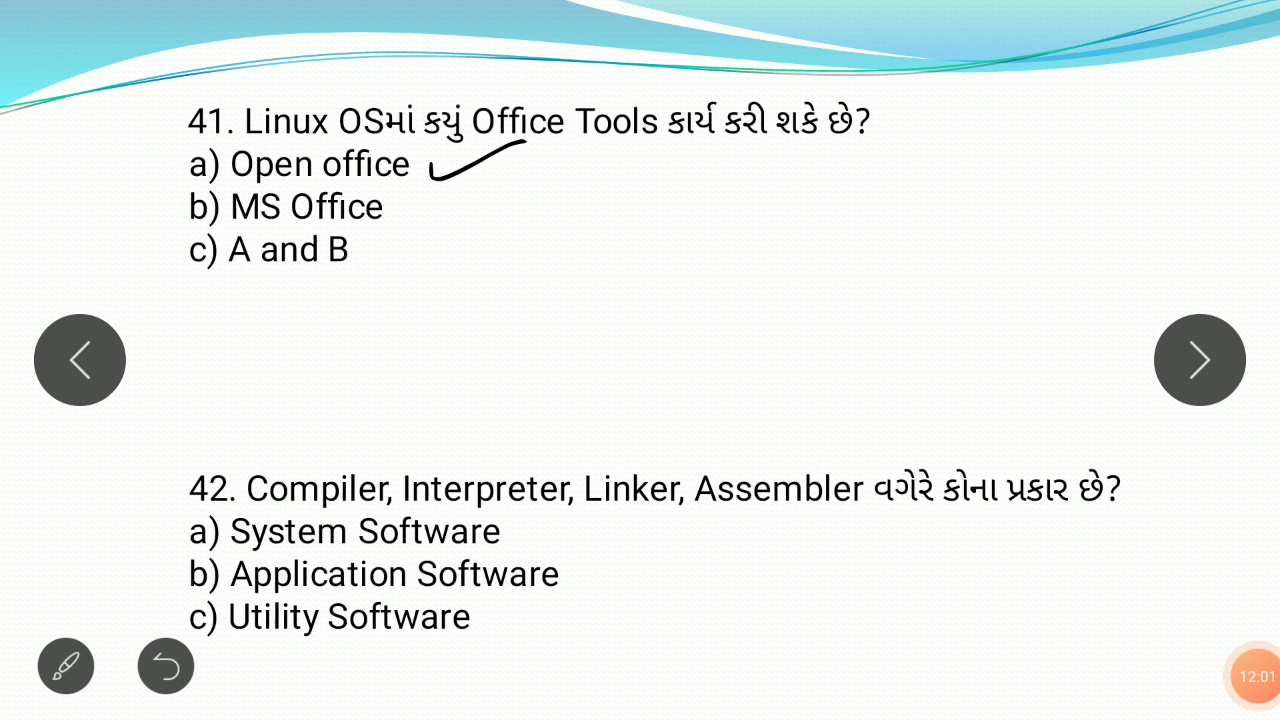 41. Linux OSમાં કયું Office Tools કાર્ય કરી શકે છે?
a) Open office
b) MS Office
c) A and B
42. Compiler, Interpreter, Linker, Assembler વગેરે કોના પ્રકાર છે?
a) System Software
b) Application Software
c) Utility Software
12:01